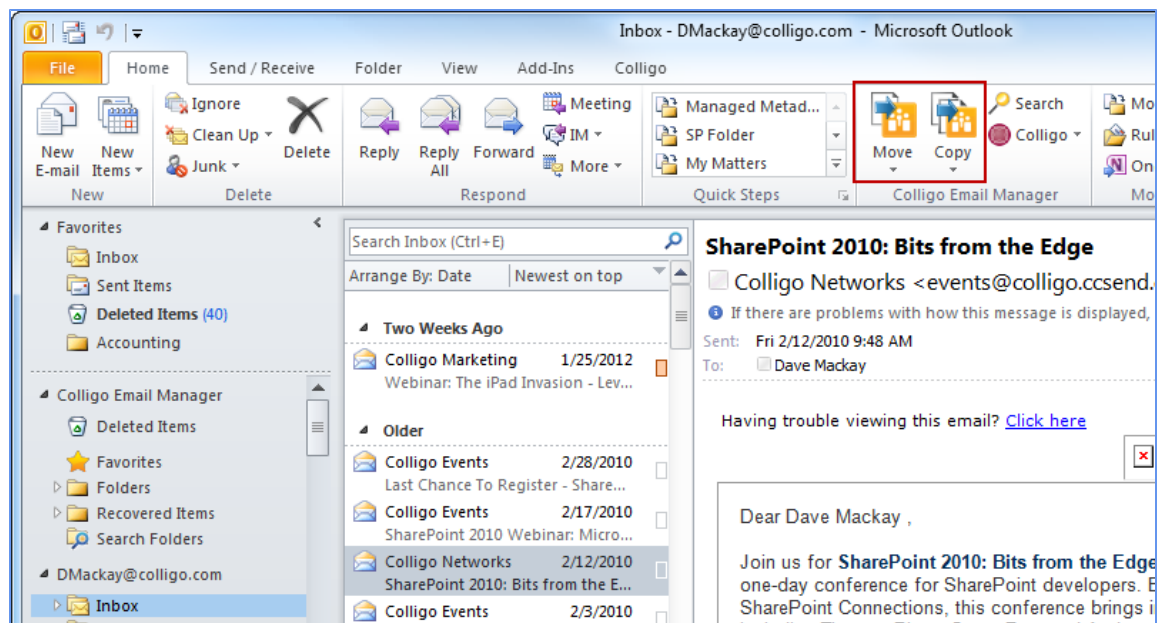 Inbox - DMackay@colligo.com - Microsoft Outlook
File Home Send / Receive Folder View Add-Ins Colligo
New E-mail
New Items
New
Ignore
Clean Up
Junk
Delete
Delete
Reply
Reply All
Forward
Meeting
IM
More
Respond
Managed Metad...
SP Folder
My Matters
Quick Steps
Move
Copy
Search
Colligo
Colligo Email Manager
Mo
Rul
On
Mo
Favorites
Inbox
Sent Items
Deleted Items (40)
Accounting
Colligo Email Manager
Deleted Items
Favorites
Folders
Recovered Items
Search Folders
DMackay@colligo.com
Inbox
Search Inbox (Ctrl+E)
Arrange By: Date Newest on top
Two Weeks Ago
Colligo Marketing 1/25/2012
Webinar: The iPad Invasion - Lev...
Older
Colligo Events 2/28/2010
Last Chance To Register - Share...
Colligo Events 2/17/2010
SharePoint 2010 Webinar: Micro...
Colligo Networks 2/12/2010
SharePoint 2010: Bits from the E...
Colligo Events 2/3/2010
SharePoint 2010: Bits from the Edge
Colligo Networks <events@colligo.ccsend.
If there are problems with how this message is displayed,
Sent: Fri 2/12/2010 9:48 AM
To: Dave Mackay
Having trouble viewing this email? Click here
Dear Dave Mackay ,
Join us for SharePoint 2010: Bits from the Edge
one-day conference for SharePoint developers. E
SharePoint Connections, this conference brings i